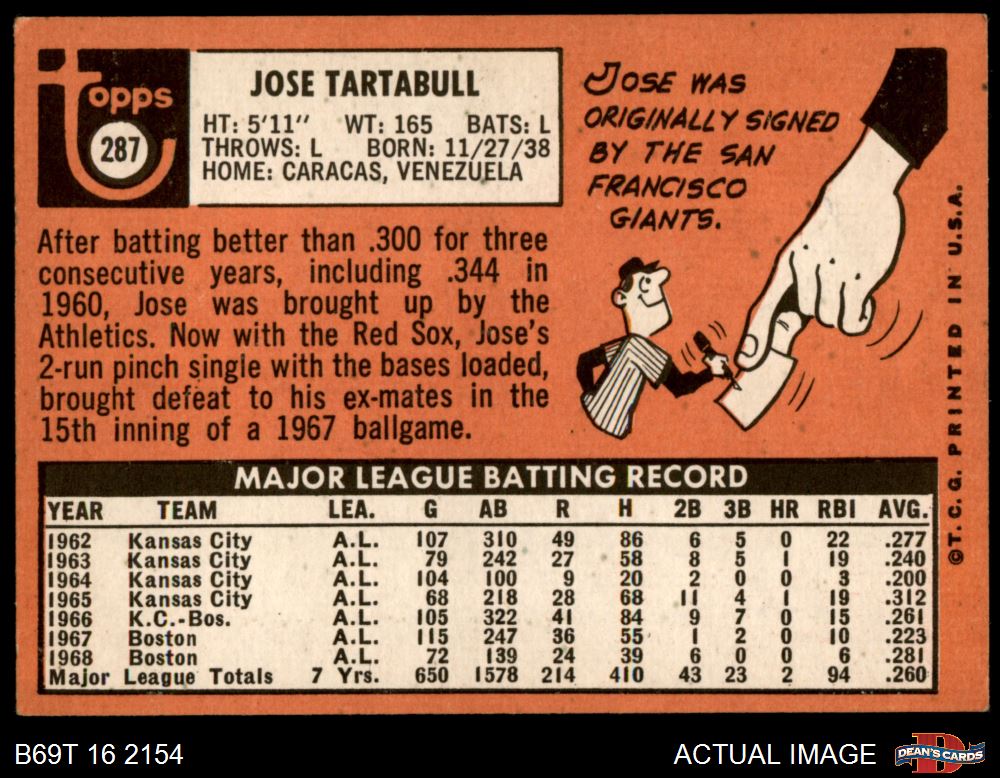 Topps
287
JOSE TARTABULL
HT: 5'11" WT: 165 BATS: L
THROWS: L BORN: 11/27/38
HOME: CARACAS, VENEZUELA
JOSE WAS
ORIGINALLY SIGNED
BY THE SAN
FRANCISCO
GIANTS.
After batting better than .300 for three
consecutive years, including .344 in
1960, Jose was brought up by the
Athletics. Now with the Red Sox, Jose's
2-run pinch single with the bases loaded,
brought defeat to his ex-mates in the
15th inning of a 1967 ballgame.
©T. C. G. PRINTED IN U.S.A.
MAJOR LEAGUE BATTING RECORD
YEAR TEAM LEA. G AB R H 2B 3B HR RBI AVG.
1962 Kansas City A.L. 107 310 49 86 6 5 0 22 .277
1963 Kansas City A.L. 79 242 27 58 8 5 1 19 .240
1964 Kansas City A.L. 104 100 9 20 2 0 0 3 .200
1965 Kansas City A.L. 68 218 28 68 11 4 1 19 .312
1966 K.C.-Bos. A.L. 105 322 41 84 9 7 0 15 .261
1967 Boston A.L. 115 247 36 55 1 2 0 10 .223
1968 Boston A.L. 72 139 24 39 6 0 0 6 .281
Major League Totals 7 Yrs. 650 1578 214 410 43 23 2 94 .260
B69T 16 2154
ACTUAL IMAGE
DEAN'S CARDS